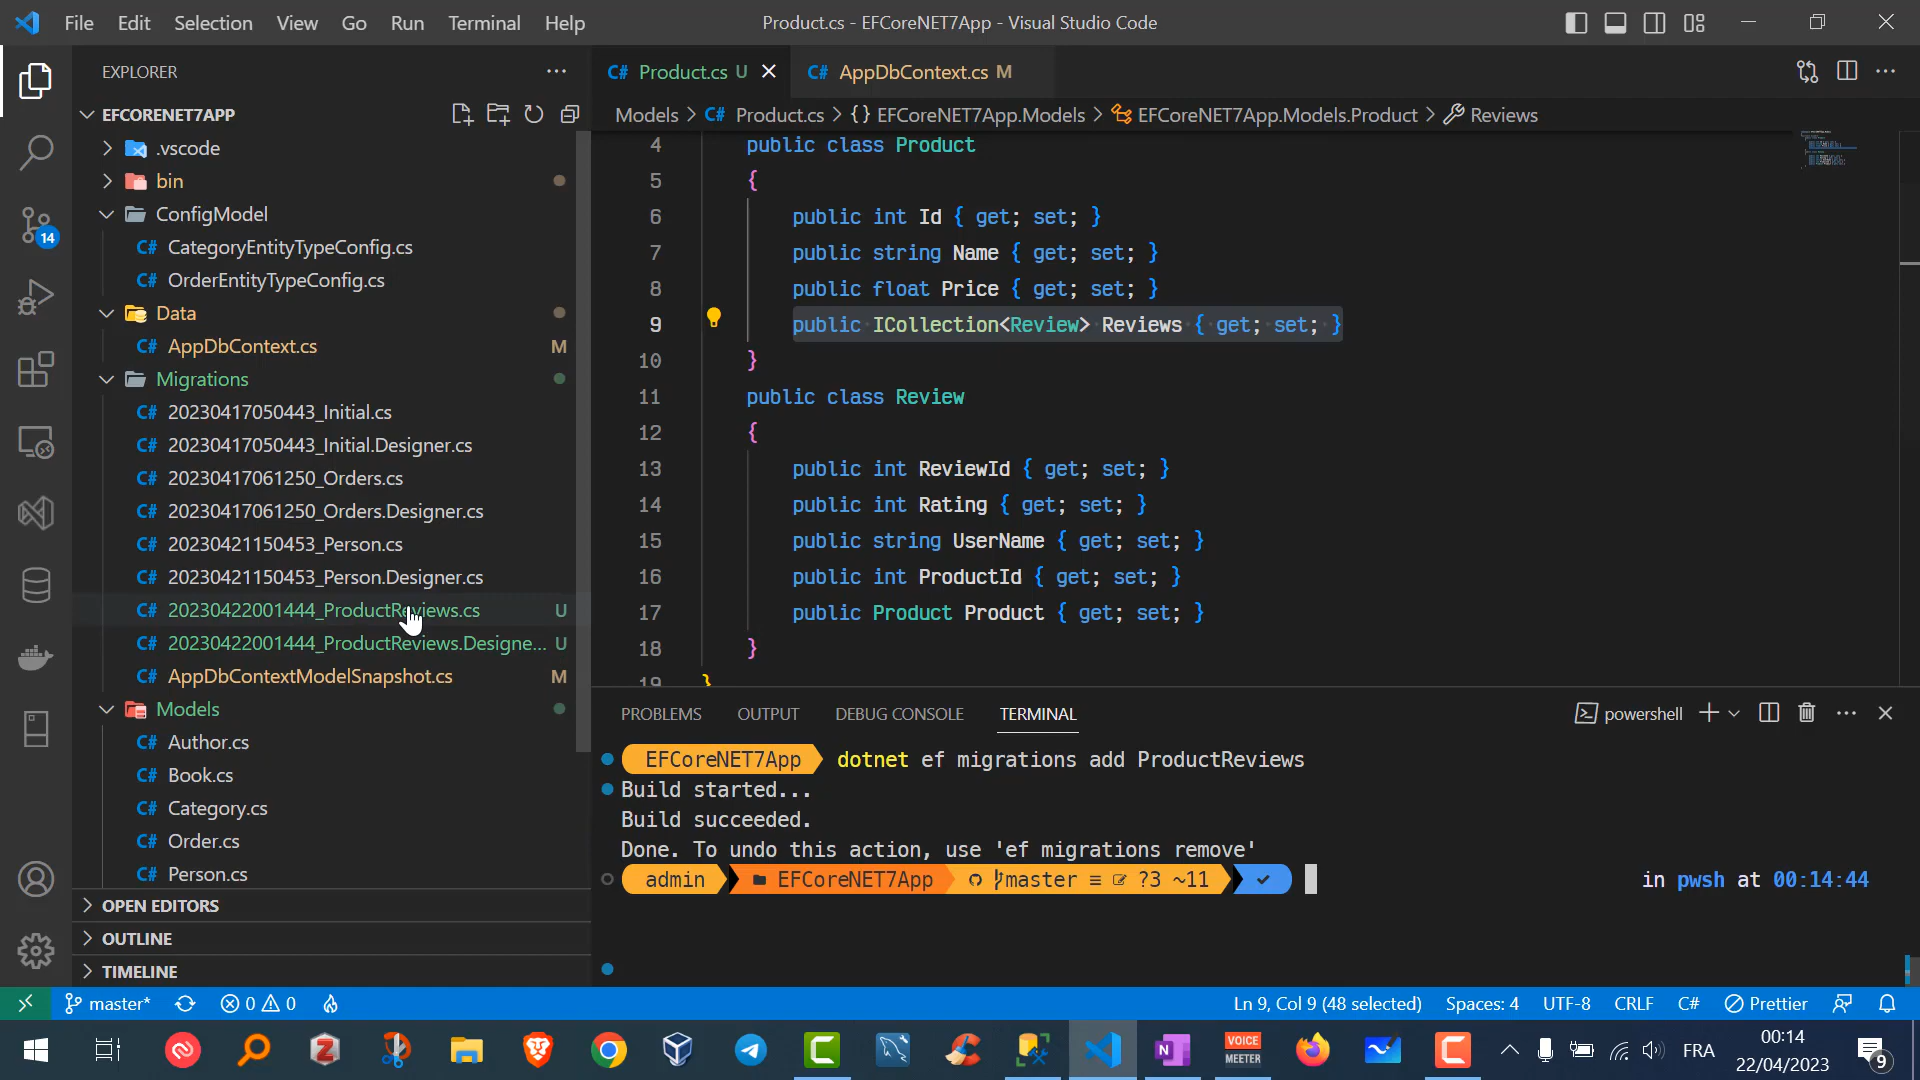 File Edit Selection View Go Run Terminal Help
Product.cs - EFCoreNET7App - Visual Studio Code
EXPLORER
EFCORENET7APP
.vscode
bin
ConfigModel
C# CategoryEntityTypeConfig.cs
C# OrderEntityTypeConfig.cs
Data
C# AppDbContext.cs M
Migrations
C# 20230417050443_Initial.cs
C# 20230417050443_Initial.Designer.cs
C# 20230417061250_Orders.cs
C# 20230417061250_Orders.Designer.cs
C# 20230421150453_Person.cs
C# 20230421150453_Person.Designer.cs
C# 20230422001444_ProductReviews.cs U
C# 20230422001444_ProductReviews.Designe... U
C# AppDbContextModelSnapshot.cs M
Models
C# Author.cs
C# Book.cs
C# Category.cs
C# Order.cs
C# Person.cs
OPEN EDITORS
OUTLINE
TIMELINE
14
C# Product.cs U
C# AppDbContext.cs M
Models > C# Product.cs > {} EFCoreNET7App.Models > EFCoreNET7App.Models.Product > Reviews
4 public class Product
5 {
6 public int Id { get; set; }
7 public string Name { get; set; }
8 public float Price { get; set; }
9 public ICollection<Review> Reviews { get; set; }
10 }
11 public class Review
12 {
13 public int ReviewId { get; set; }
14 public int Rating { get; set; }
15 public string UserName { get; set; }
16 public int ProductId { get; set; }
17 public Product Product { get; set; }
18 }
19 }
PROBLEMS OUTPUT DEBUG CONSOLE TERMINAL
powershell
EFCoreNET7App dotnet ef migrations add ProductReviews
Build started...
Build succeeded.
Done. To undo this action, use 'ef migrations remove'
admin EFCoreNET7App master ≡ ?3 ~11 in pwsh at 00:14:44
master* 0 0 Ln 9, Col 9 (48 selected) Spaces: 4 UTF-8 CRLF C# Prettier
VOICE
MEETER
FRA
00:14
22/04/2023
9